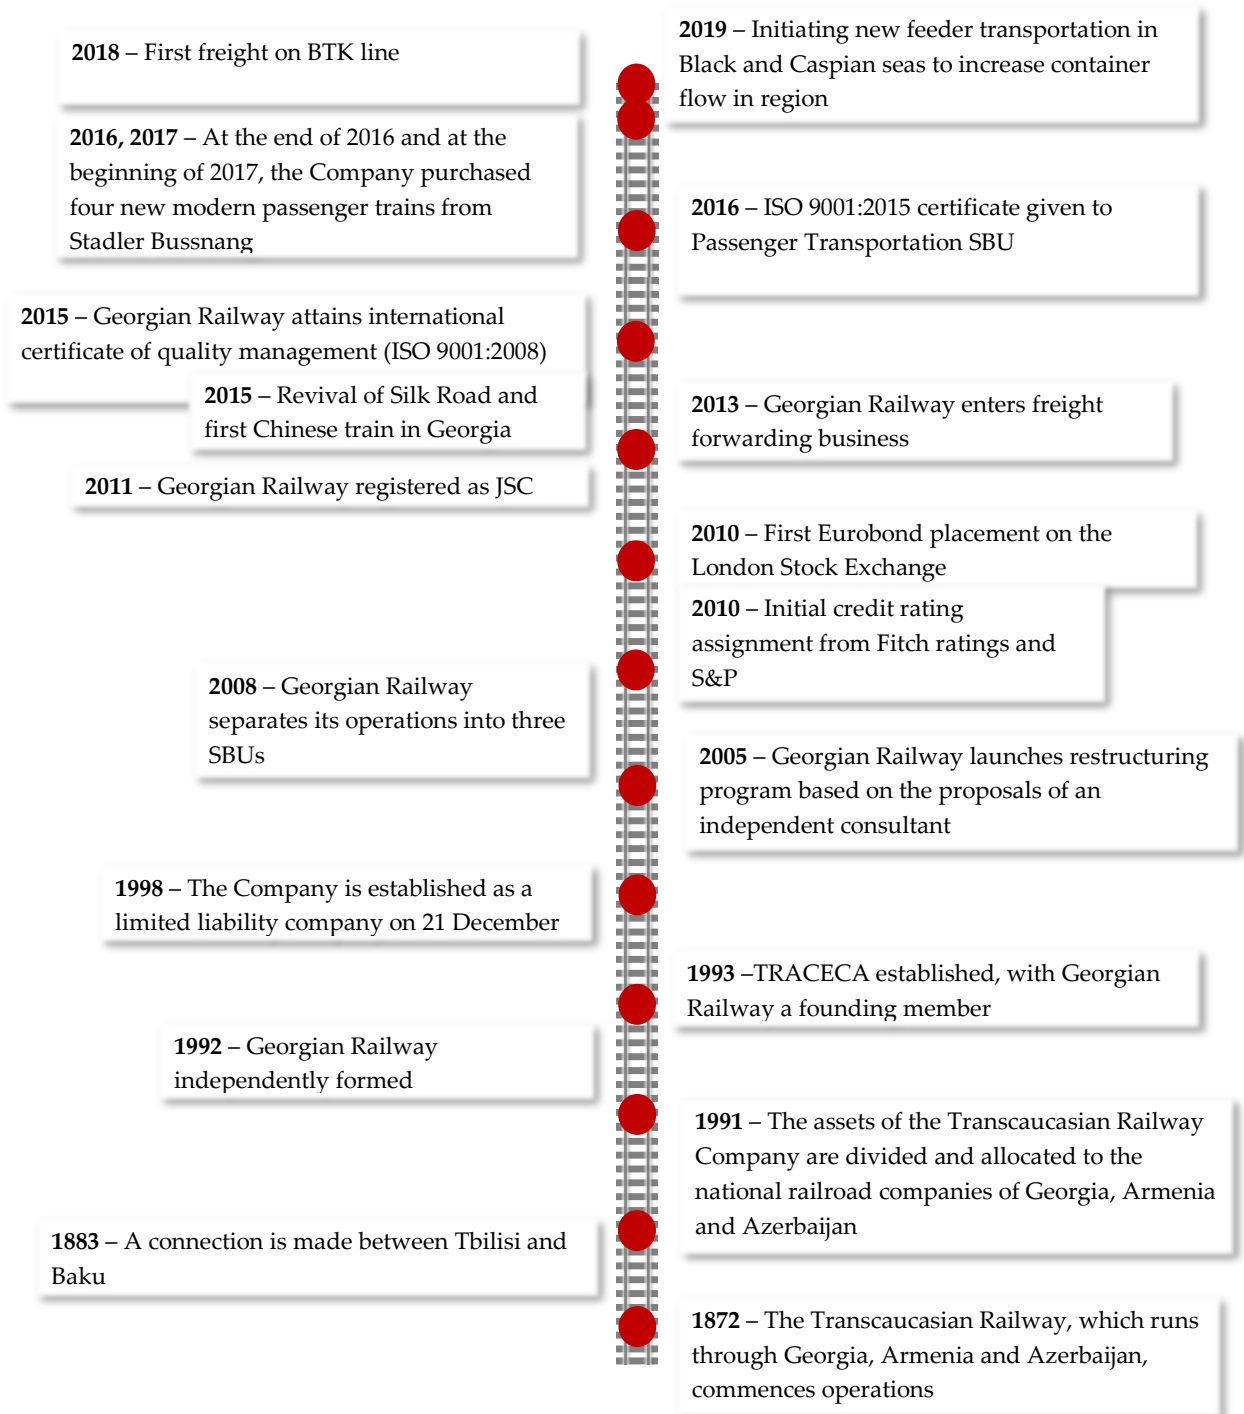 2018 – First freight on BTK line
2019 – Initiating new feeder transportation in
Black and Caspian seas to increase container
flow in region
2016, 2017 – At the end of 2016 and at the
beginning of 2017, the Company purchased
four new modern passenger trains from
Stadler Bussnang
2016 – ISO 9001:2015 certificate given to
Passenger Transportation SBU
2015 – Georgian Railway attains international
certificate of quality management (ISO 9001:2008)
2015 – Revival of Silk Road and
first Chinese train in Georgia
2013 – Georgian Railway enters freight
forwarding business
2011 – Georgian Railway registered as JSC
2010 – First Eurobond placement on the
London Stock Exchange
2010 – Initial credit rating
assignment from Fitch ratings and
S&P
2008 – Georgian Railway
separates its operations into three
SBUs
2005 – Georgian Railway launches restructuring
program based on the proposals of an
independent consultant
1998 – The Company is established as a
limited liability company on 21 December
1993 –TRACECA established, with Georgian
Railway a founding member
1992 – Georgian Railway
independently formed
1991 – The assets of the Transcaucasian Railway
Company are divided and allocated to the
national railroad companies of Georgia, Armenia
and Azerbaijan
1883 – A connection is made between Tbilisi and
Baku
1872 – The Transcaucasian Railway, which runs
through Georgia, Armenia and Azerbaijan,
commences operations